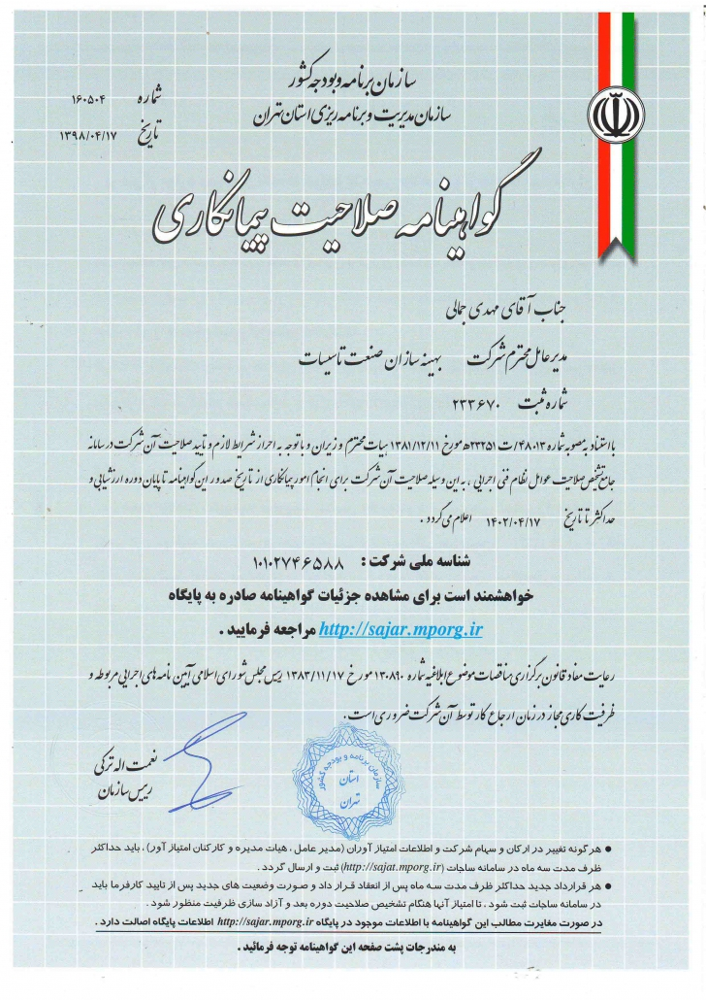 سازمان برنامه و بودجه کشور
سازمان مدیریت و برنامه ریزی استان تهران
شماره ۱۶۰۵۰۴
تاریخ ۱۳۹۸/۰۴/۱۷
گواهینامه صلاحیت پیمانکاری
جناب آقای مهدی جمالی
مدیر عامل محترم شرکت بهینه سازان صنعت تاسیسات
شماره ثبت ۲۳۳۶۷۰
با استناد به مصوبه شماره ۴۸۰۱۳/ت۲۳۲۵۱ه مورخ ۱۳۸۱/۱۲/۱۱ هیات محترم وزیران و با توجه به احراز شرایط لازم و تایید صلاحیت آن شرکت در سامانه
جامع تشخیص صلاحیت عوامل نظام فنی اجرایی ، به این وسیله صلاحیت آن شرکت برای انجام امور پیمانکاری از تاریخ صدور این گواهینامه تا پایان دوره ارزشیابی و
حداکثر تا تاریخ ۱۴۰۲/۰۴/۱۷ اعلام می گردد .
شناسه ملی شرکت : ۱۰۱۰۲۷۴۶۵۸۸
خواهشمند است برای مشاهده جزئیات گواهینامه صادره به پایگاه
http://sajar.mporg.ir مراجعه فرمایید .
رعایت مفاد قانون برگزاری مناقصات موضوع ابلاغیه شماره ۱۳۰۸۹۰ مورخ ۱۳۸۳/۱۱/۱۷ رییس مجلس شورای اسلامی آیین نامه های اجرایی مربوطه و
ظرفیت کاری مجاز در زمان ارجاع کار توسط آن شرکت ضروری است .
نعمت اله ترکی
رییس سازمان
سازمان برنامه و بودجه کشور
استان
تهران
● هرگونه تغییر در ارکان و سهام شرکت و اطلاعات امتیاز آوران (مدیر عامل ، هیات مدیره و کارکنان امتیاز آور) ، باید حداکثر
ظرف مدت سه ماه در سامانه ساجات (http://sajat.mporg.ir) ثبت و ارسال گردد .
● هر قرارداد جدید حداکثر ظرف مدت سه ماه پس از انعقاد قرار داد و صورت وضعیت های جدید پس از تایید کارفرما باید
در سامانه ساجات ثبت شود ، تا امتیاز آنها هنگام تشخیص صلاحیت دوره بعد و آزاد سازی ظرفیت منظور شود .
در صورت مغایرت مطالب این گواهینامه با اطلاعات موجود در پایگاه http://sajar.mporg.ir اطلاعات پایگاه اصالت دارد .
به مندرجات پشت صفحه این گواهینامه توجه فرمائید .